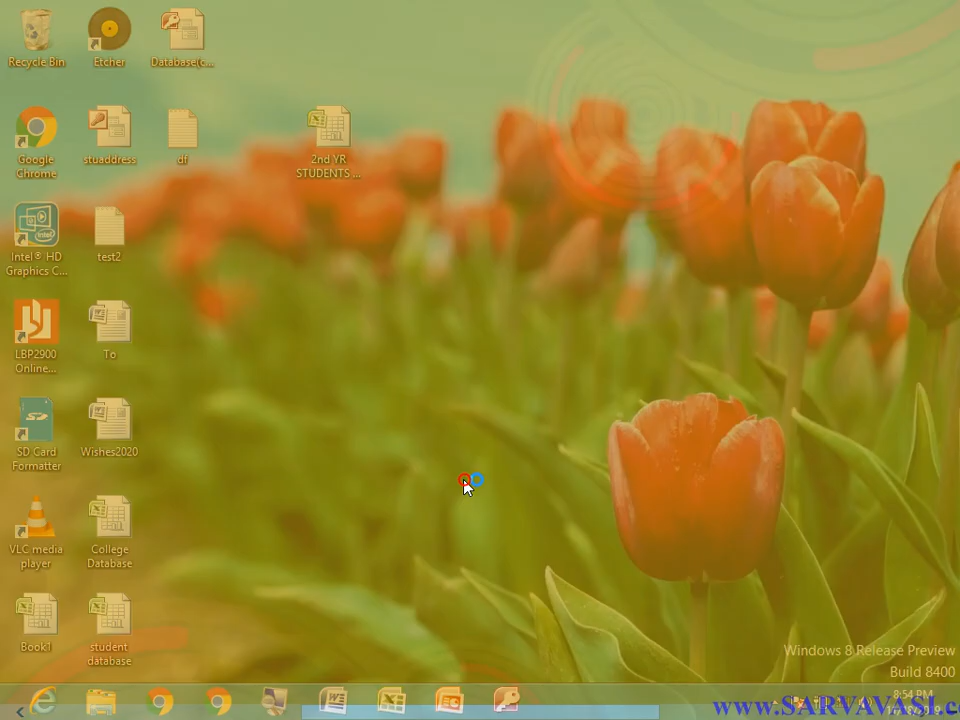 Recycle Bin
Etcher
Database(c...
Google
Chrome
stuaddress
df
2nd YR
STUDENTS ...
Intel® HD
Graphics C...
test2
LBP2900
Online...
To
SD Card
Formatter
Wishes2020
VLC media
player
College
Database
Book1
student
database
Windows 8 Release Preview
Build 8400
8:54 PM
www.SARVAVASI.c